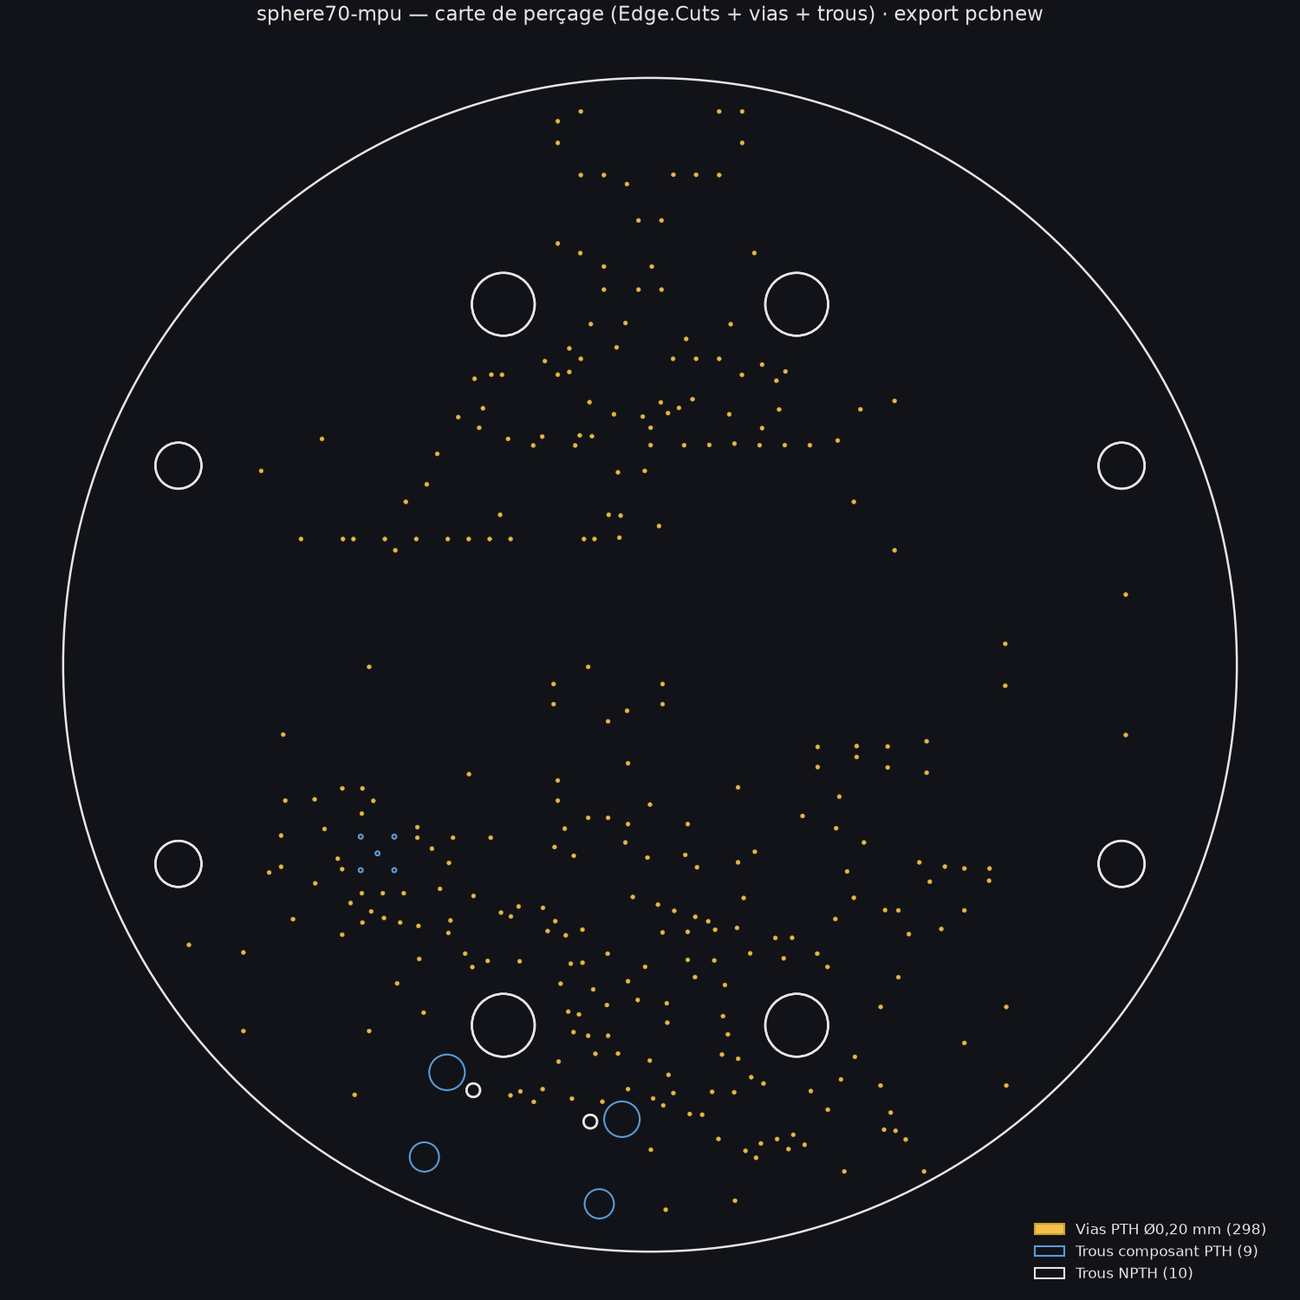 sphere70-mpu — carte de perçage (Edge.Cuts + vias + trous) · export pcbnew
Vias PTH Ø0,20 mm (298)
Trous composant PTH (9)
Trous NPTH (10)